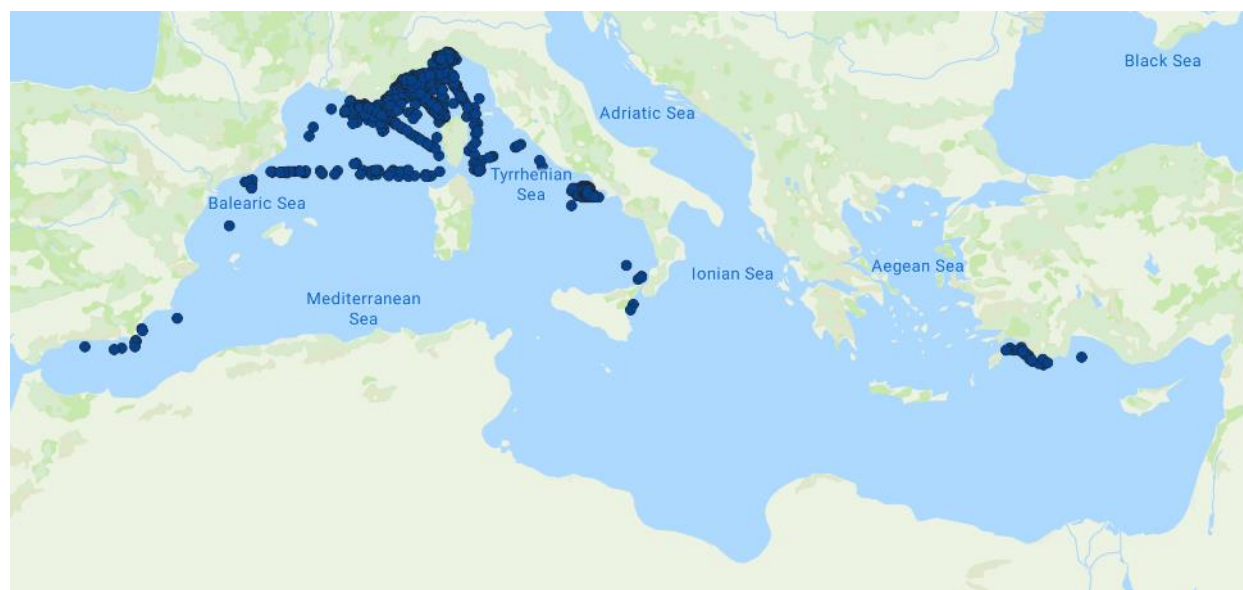 Black Sea
Adriatic Sea
Tyrrhenian
Sea
Balearic Sea
Aegean Sea
Ionian Sea
Mediterranean
Sea